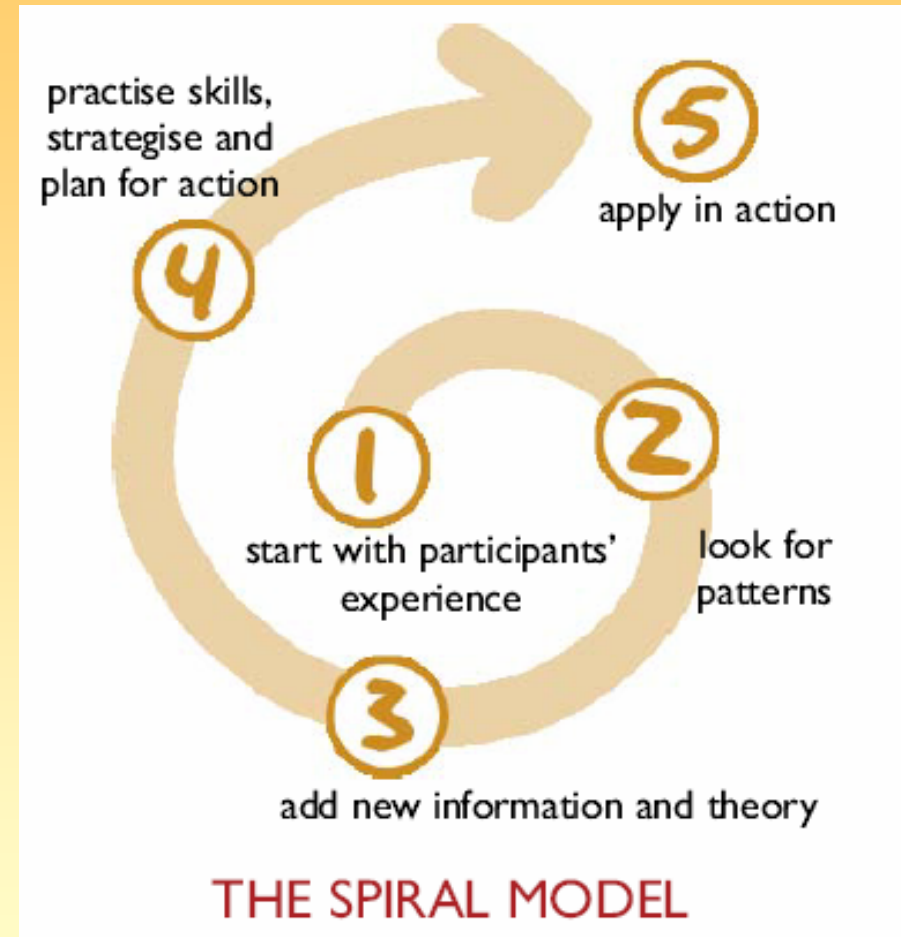 1
start with participants'
experience
2
look for
patterns
3
add new information and theory
4
practise skills,
strategise and
plan for action
5
apply in action
THE SPIRAL MODEL